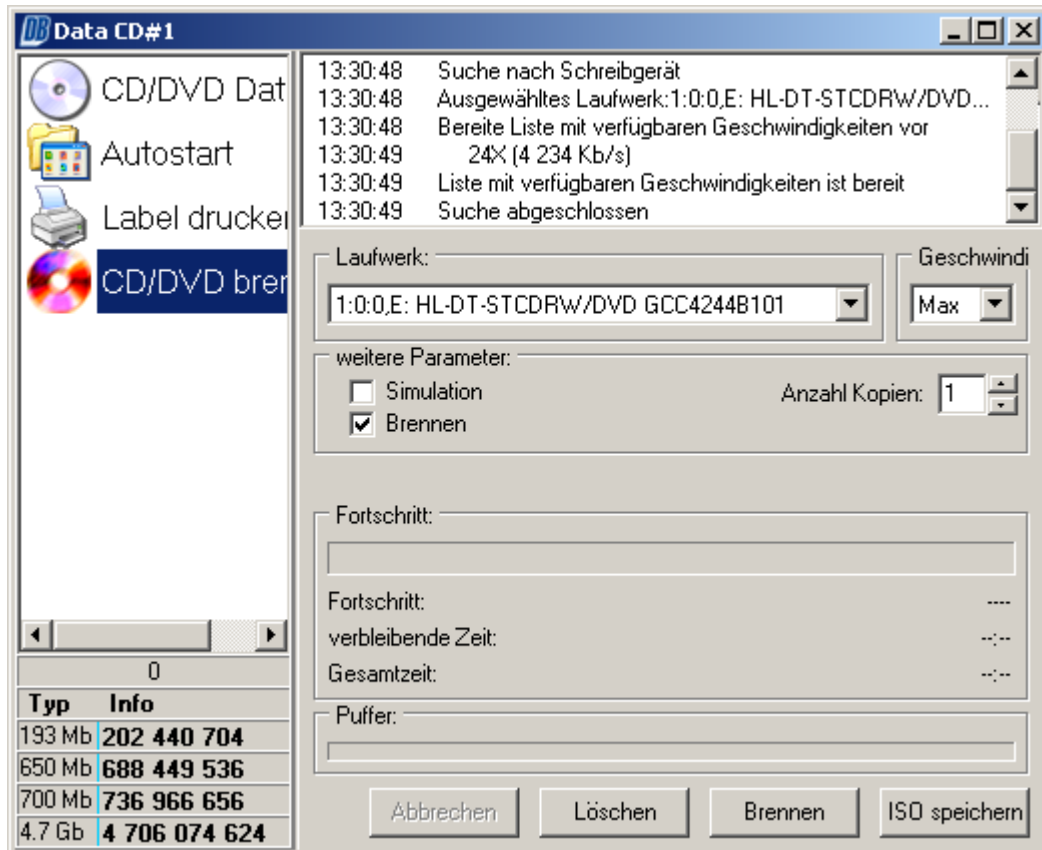 DB Data CD#1
CD/DVD Dat
Autostart
Label drucke
CD/DVD bre
13:30:48 Suche nach Schreibgerät
13:30:48 Ausgewähltes Laufwerk:1:0:0,E: HL-DT-STCDRW/DVD...
13:30:48 Bereite Liste mit verfügbaren Geschwindigkeiten vor
13:30:49 24X (4 234 Kb/s)
13:30:49 Liste mit verfügbaren Geschwindigkeiten ist bereit
13:30:49 Suche abgeschlossen
Laufwerk:
1:0:0,E: HL-DT-STCDRW/DVD GCC4244B101
Geschwindi
Max
weitere Parameter:
Simulation
Brennen
Anzahl Kopien: 1
Fortschritt:
Fortschritt: ----
verbleibende Zeit: --:--
Gesamtzeit: --:--
Puffer:
0
Typ Info
193 Mb 202 440 704
650 Mb 688 449 536
700 Mb 736 966 656
4.7 Gb 4 706 074 624
Abbrechen
Löschen
Brennen
ISO speichern